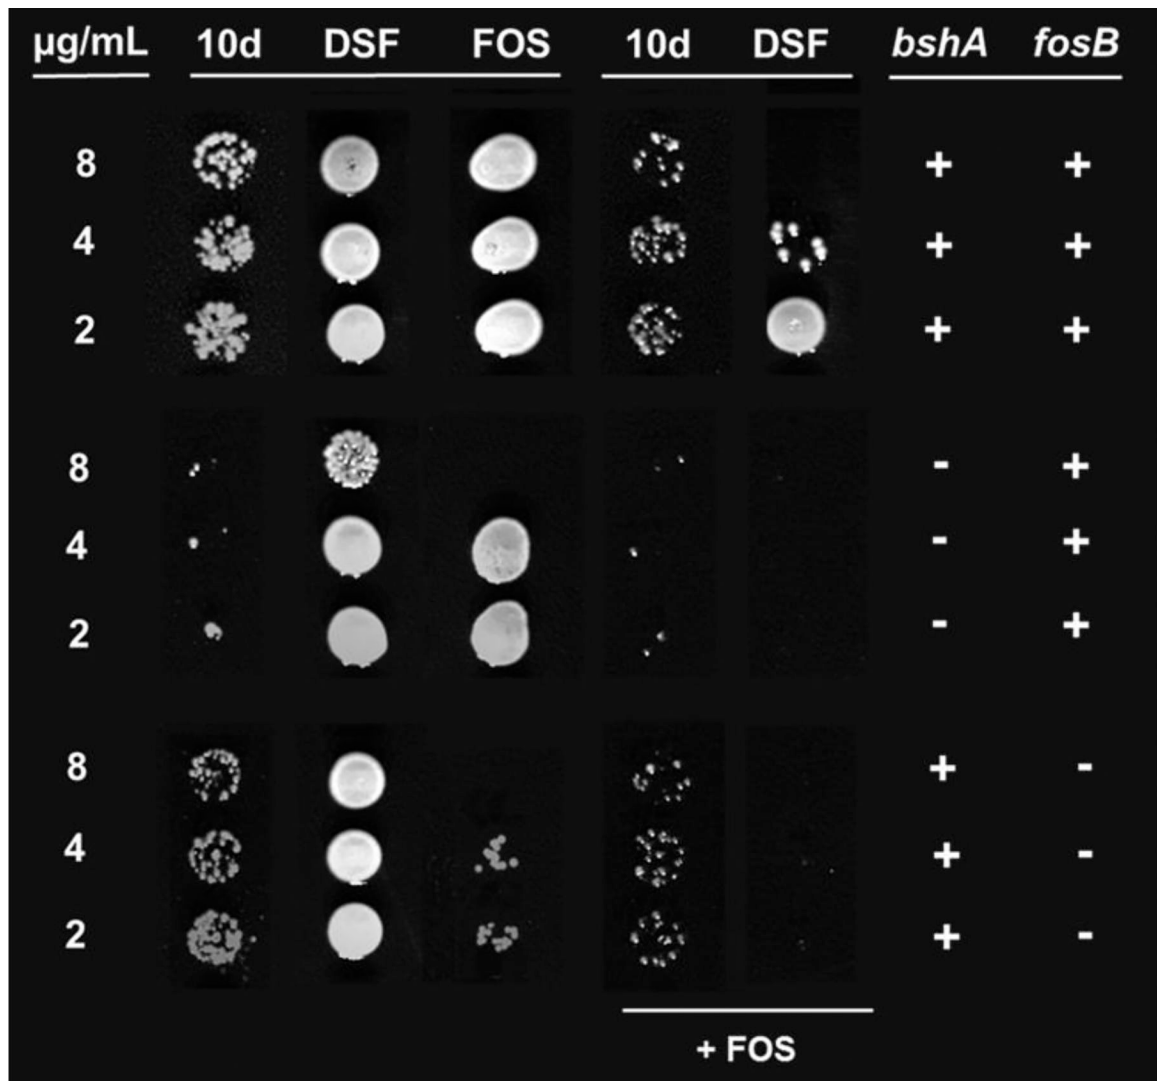 µg/mL 10d DSF FOS 10d DSF bshA fosB
8 + +
4 + +
2 + +
8 - +
4 - +
2 - +
8 + -
4 + -
2 + -
+ FOS